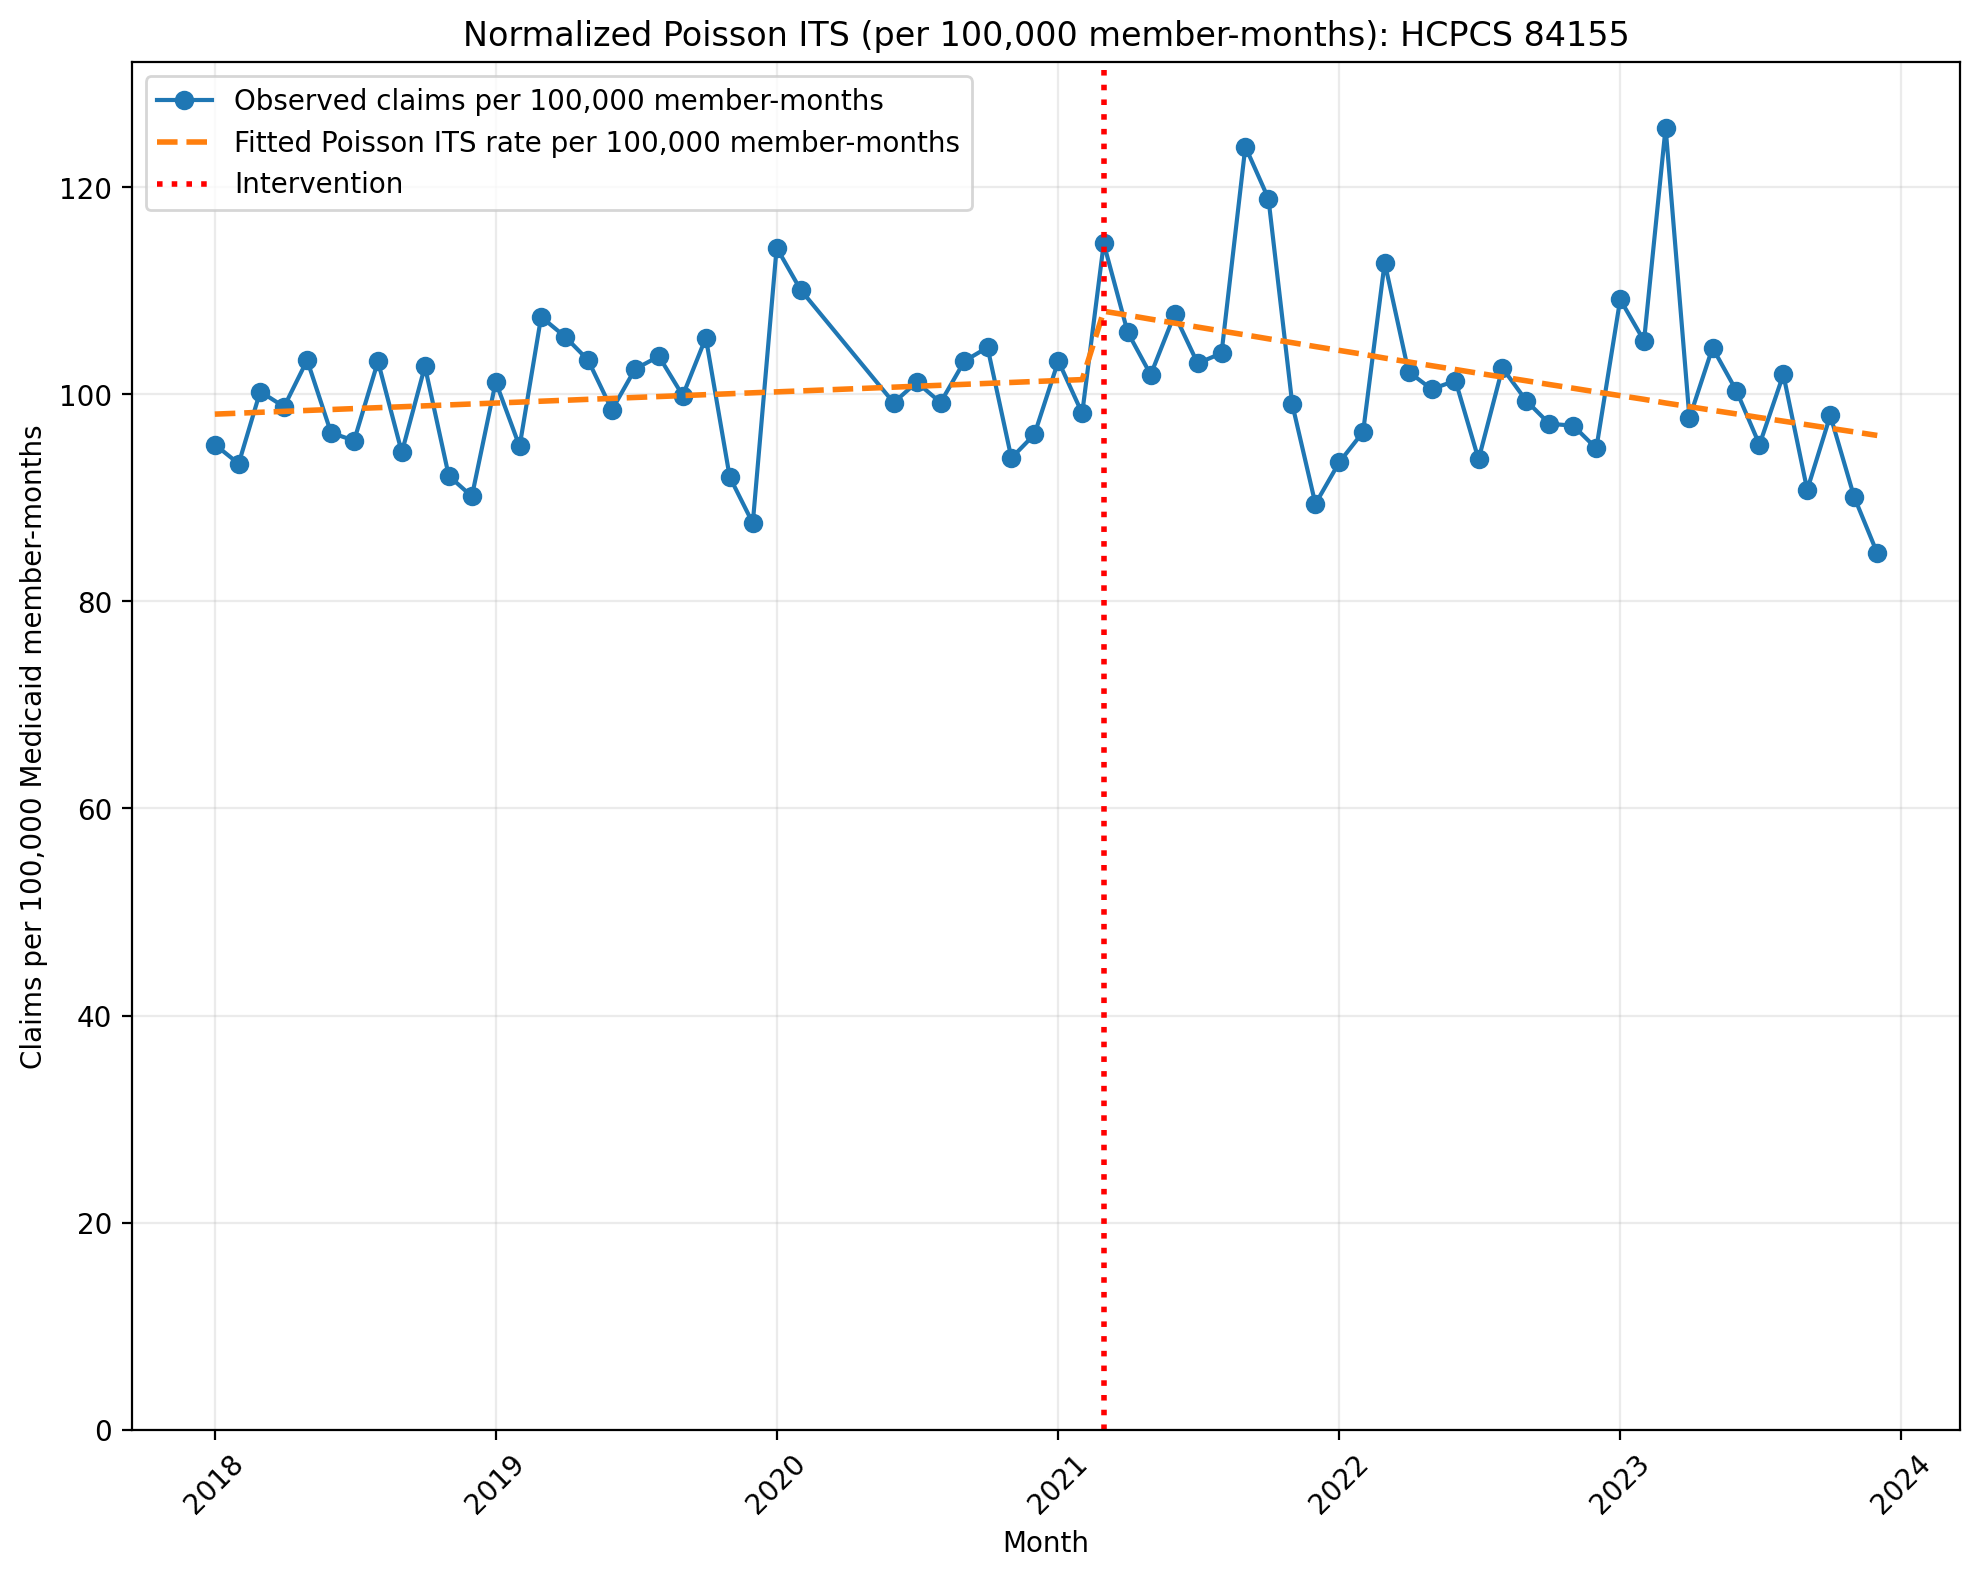 Normalized Poisson ITS (per 100,000 member-months): HCPCS 84155
Observed claims per 100,000 member-months
Fitted Poisson ITS rate per 100,000 member-months
Intervention
Claims per 100,000 Medicaid member-months
120
100
80
60
40
20
0
2018
2019
2020
2021
2022
2023
2024
Month